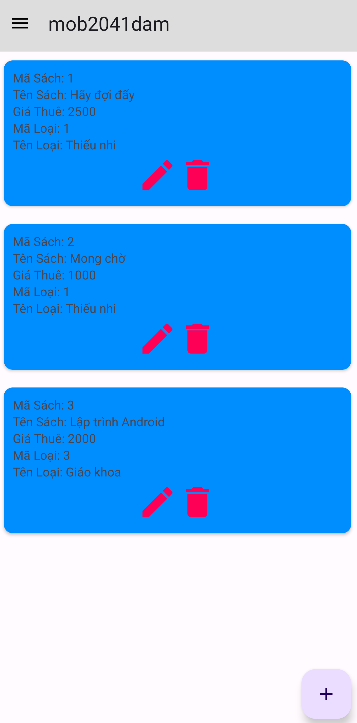 mob2041dam
Mã Sách: 1
Tên Sách: Hãy đợi đấy
Giá Thuê: 2500
Mã Loại: 1
Tên Loại: Thiếu nhi
Mã Sách: 2
Tên Sách: Mong chờ
Giá Thuê: 1000
Mã Loại: 1
Tên Loại: Thiếu nhi
Mã Sách: 3
Tên Sách: Lập trình Android
Giá Thuê: 2000
Mã Loại: 3
Tên Loại: Giáo khoa